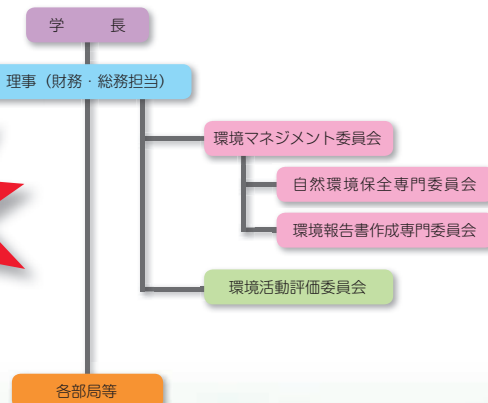 学　長
理事（財務・総務担当）
環境マネジメント委員会
自然環境保全専門委員会
環境報告書作成専門委員会
環境活動評価委員会
各部局等